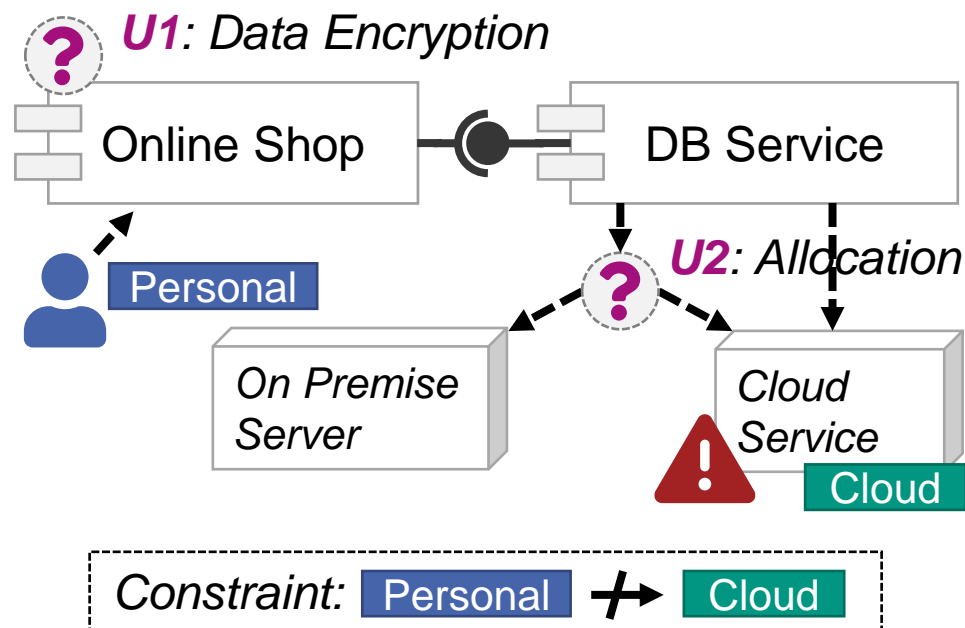 ?
U1: Data Encryption
Online Shop
DB Service
Personal
?
U2: Allocation
On Premise
Server
Cloud
Service
!
Cloud
Constraint: Personal Cloud